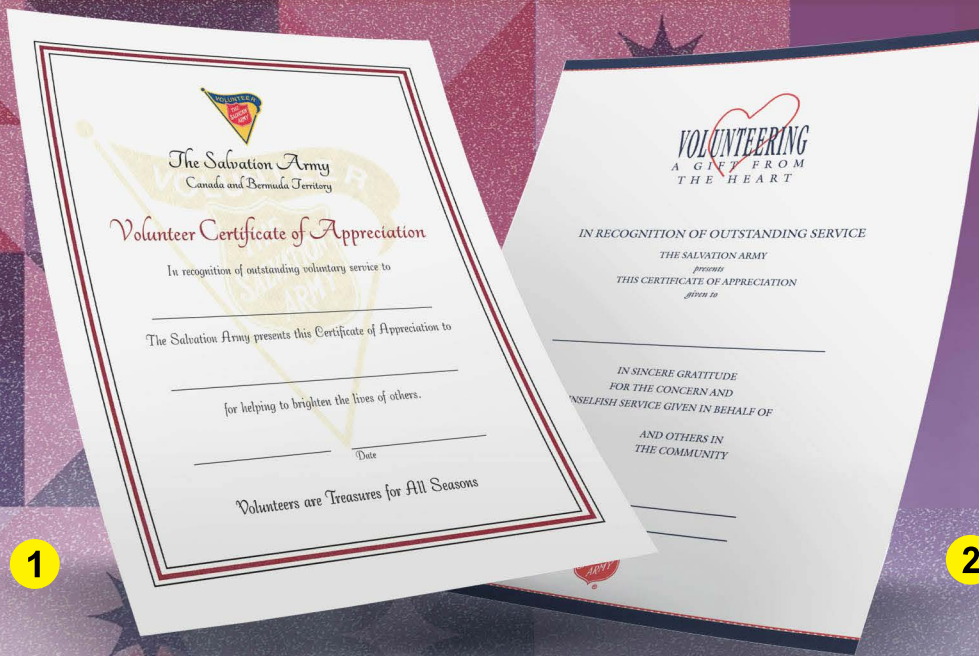 VOLUNTEER
THE
SALVATION
ARMY
The Salvation Army
Canada and Bermuda Territory
Volunteer Certificate of Appreciation
In recognition of outstanding voluntary service to
The Salvation Army presents this Certificate of Appreciation to
for helping to brighten the lives of others.
Date
Volunteers are Treasures for All Seasons
1
VOLUNTEERING
A GIFT FROM
THE HEART
IN RECOGNITION OF OUTSTANDING SERVICE
THE SALVATION ARMY
presents
THIS CERTIFICATE OF APPRECIATION
given to
IN SINCERE GRATITUDE
FOR THE CONCERN AND
NSELFISH SERVICE GIVEN IN BEHALF OF
AND OTHERS IN
THE COMMUNITY
ARMY
2